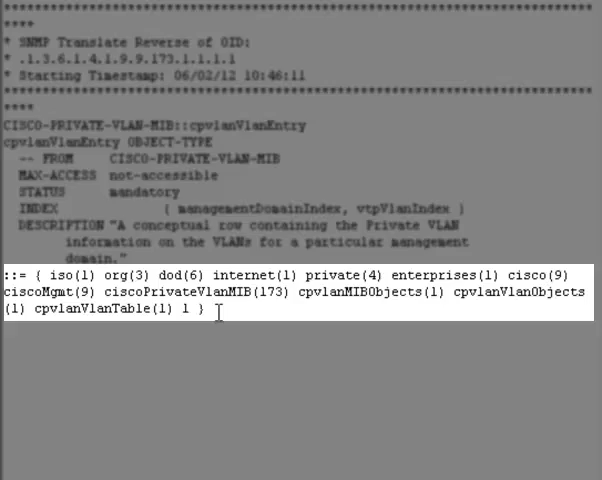 ****************************************************************************
****
* SNMP Translate Reverse of OID:
* .1.3.6.1.4.1.9.9.173.1.1.1.1
* Starting Timestamp: 06/02/12 10:46:11
****************************************************************************
****
CISCO-PRIVATE-VLAN-MIB::cpvlanVlanEntry
cpvlanVlanEntry OBJECT-TYPE
-- FROM CISCO-PRIVATE-VLAN-MIB
MAX-ACCESS not-accessible
STATUS mandatory
INDEX { managementDomainIndex, vtpVlanIndex }
DESCRIPTION "A conceptual row containing the Private VLAN
information on the VLANs for a particular management
domain."
::= { iso(1) org(3) dod(6) internet(1) private(4) enterprises(1) cisco(9)
ciscoMgmt(9) ciscoPrivateVlanMIB(173) cpvlanMIBObjects(1) cpvlanVlanObjects
(1) cpvlanVlanTable(1) 1 }